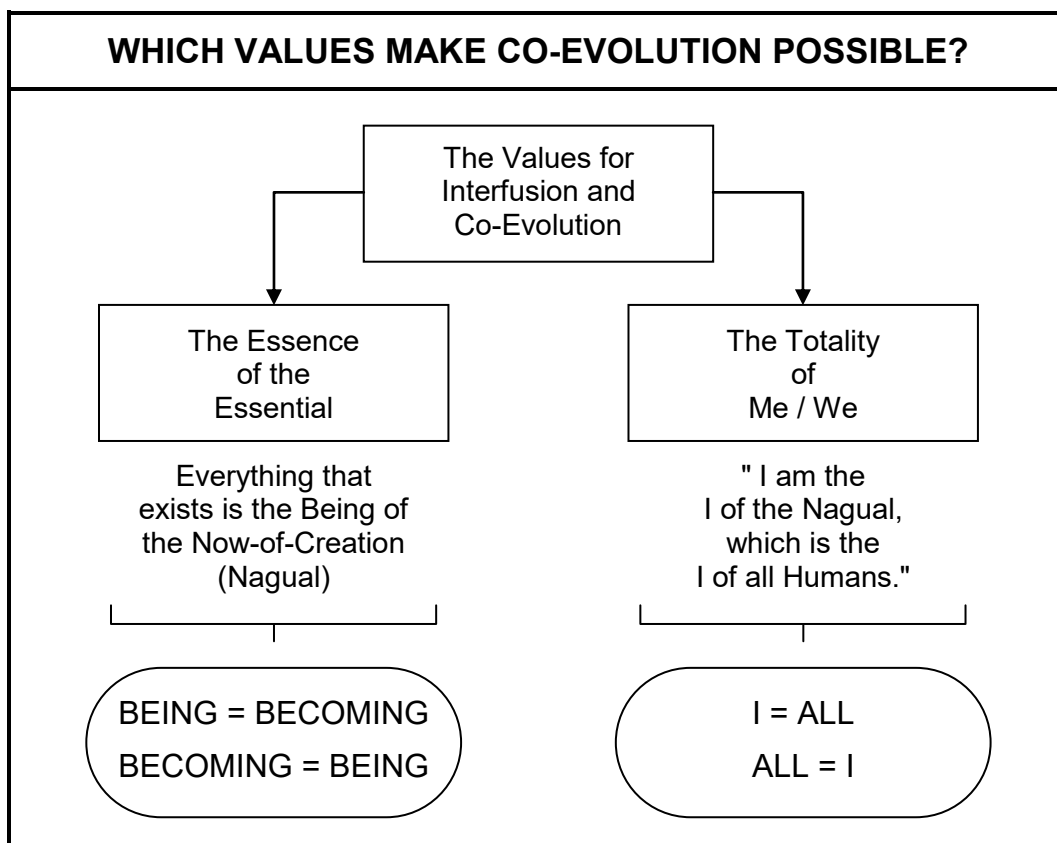 WHICH VALUES MAKE CO-EVOLUTION POSSIBLE?
The Values for
Interfusion and
Co-Evolution
The Essence
of the
Essential
Everything that
exists is the Being of
the Now-of-Creation
(Nagual)
BEING = BECOMING
BECOMING = BEING
The Totality
of
Me / We
" I am the
I of the Nagual,
which is the
I of all Humans."
I = ALL
ALL = I